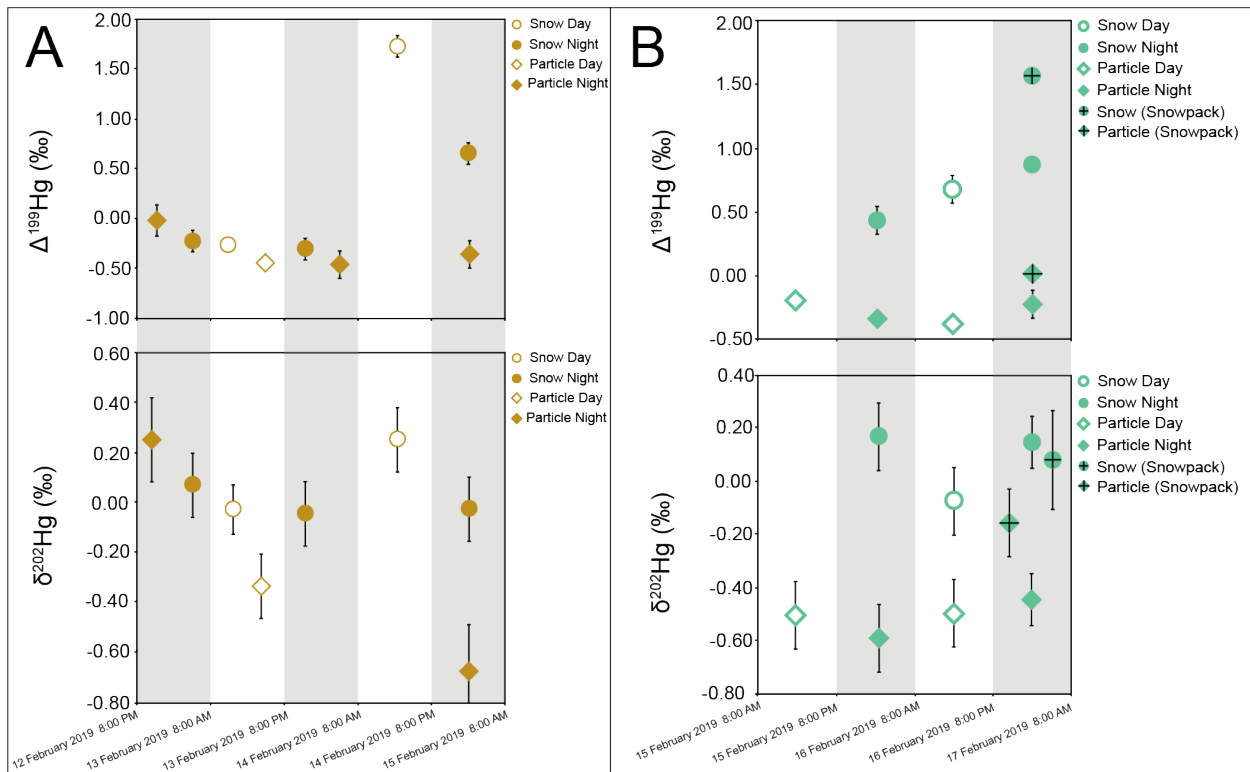 A
2.00
1.50
1.00
0.50
0.00
-0.50
-1.00
Δ199Hg (‰)
Snow Day
Snow Night
Particle Day
Particle Night
0.60
0.40
0.20
0.00
-0.20
-0.40
-0.60
-0.80
δ202Hg (‰)
Snow Day
Snow Night
Particle Day
Particle Night
12 February 2019 8:00 PM
13 February 2019 8:00 AM
13 February 2019 8:00 PM
14 February 2019 8:00 AM
14 February 2019 8:00 PM
15 February 2019 8:00 AM
B
2.00
1.50
1.00
0.50
0.00
-0.50
Δ199Hg (‰)
Snow Day
Snow Night
Particle Day
Particle Night
Snow (Snowpack)
Particle (Snowpack)
0.40
0.20
0.00
-0.20
-0.40
-0.60
-0.80
δ202Hg (‰)
Snow Day
Snow Night
Particle Day
Particle Night
Snow (Snowpack)
Particle (Snowpack)
15 February 2019 8:00 AM
15 February 2019 8:00 PM
16 February 2019 8:00 AM
16 February 2019 8:00 PM
17 February 2019 8:00 AM